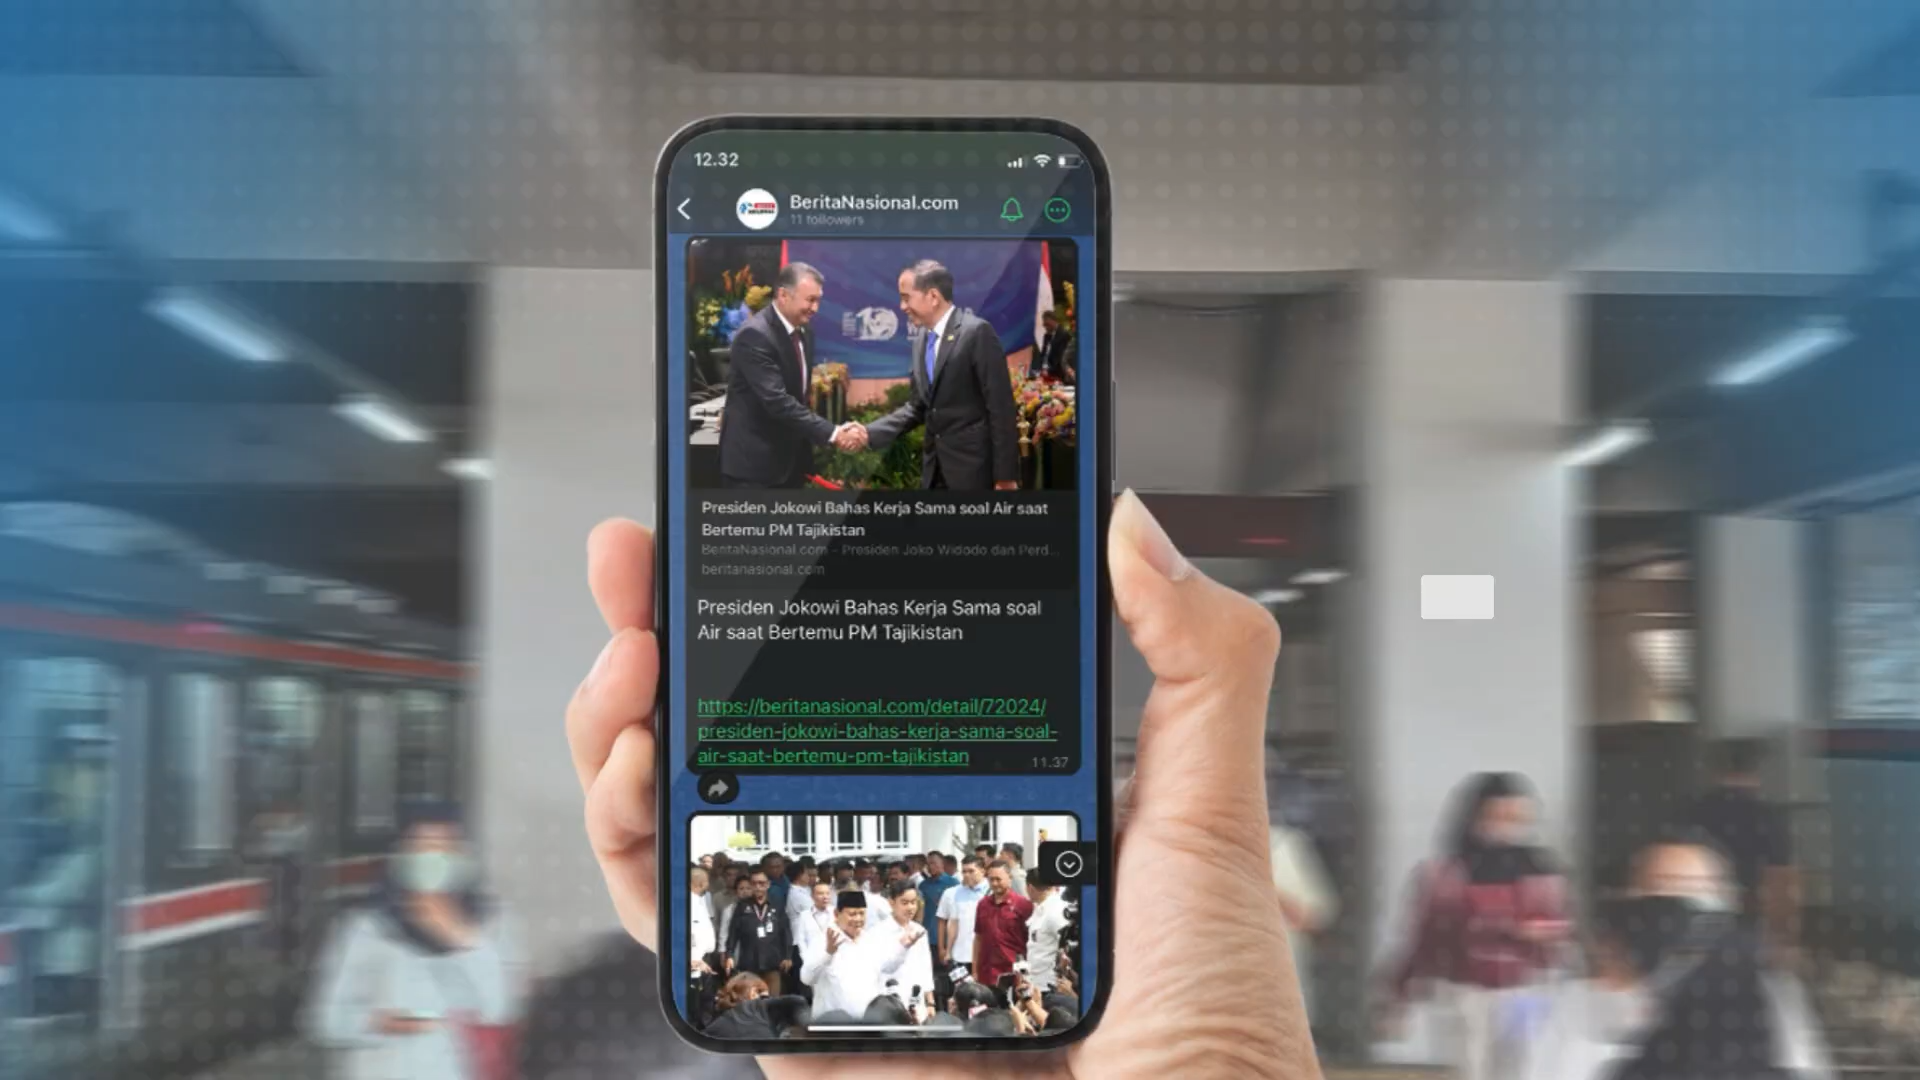 12.32
BeritaNasional.com
11 followers
10
Presiden Jokowi Bahas Kerja Sama soal Air saat
Bertemu PM Tajikistan
BeritaNasional.com - Presiden Joko Widodo dan Perd...
beritanasional.com
Presiden Jokowi Bahas Kerja Sama soal
Air saat Bertemu PM Tajikistan
https://beritanasional.com/detail/72024/
presiden-jokowi-bahas-kerja-sama-soal-
air-saat-bertemu-pm-tajikistan
11.37